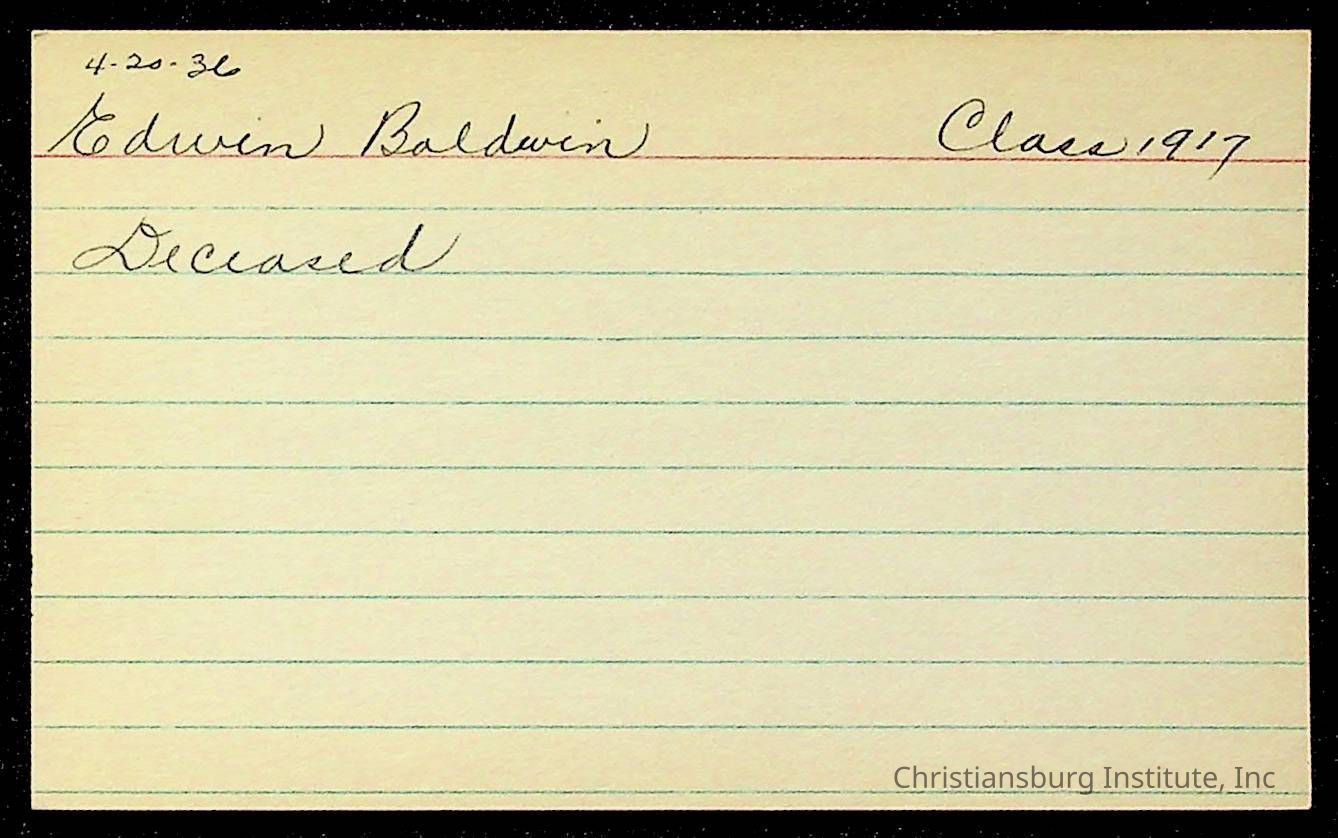 4-20-36
Edwin Baldwin Class 1917
Deceased
Christiansburg Institute, Inc